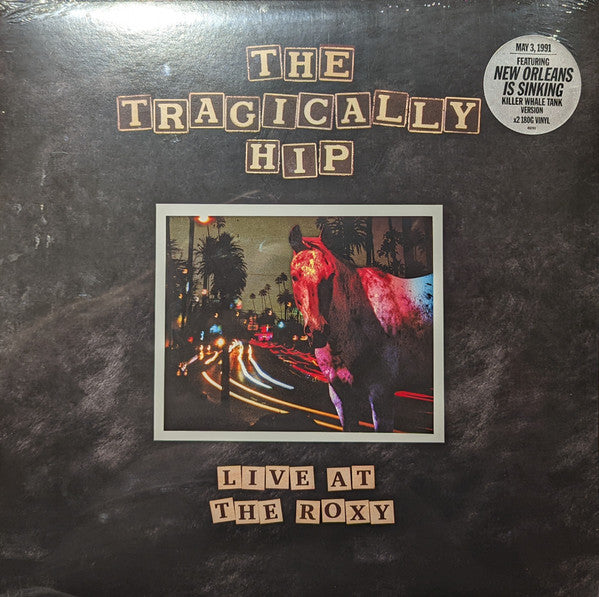 THE
TRAGICALLY
HIP
MAY 3, 1991
FEATURING
NEW ORLEANS
IS SINKING
KILLER WHALE TANK
VERSION
x2 180G VINYL
LIVE AT
THE ROXY